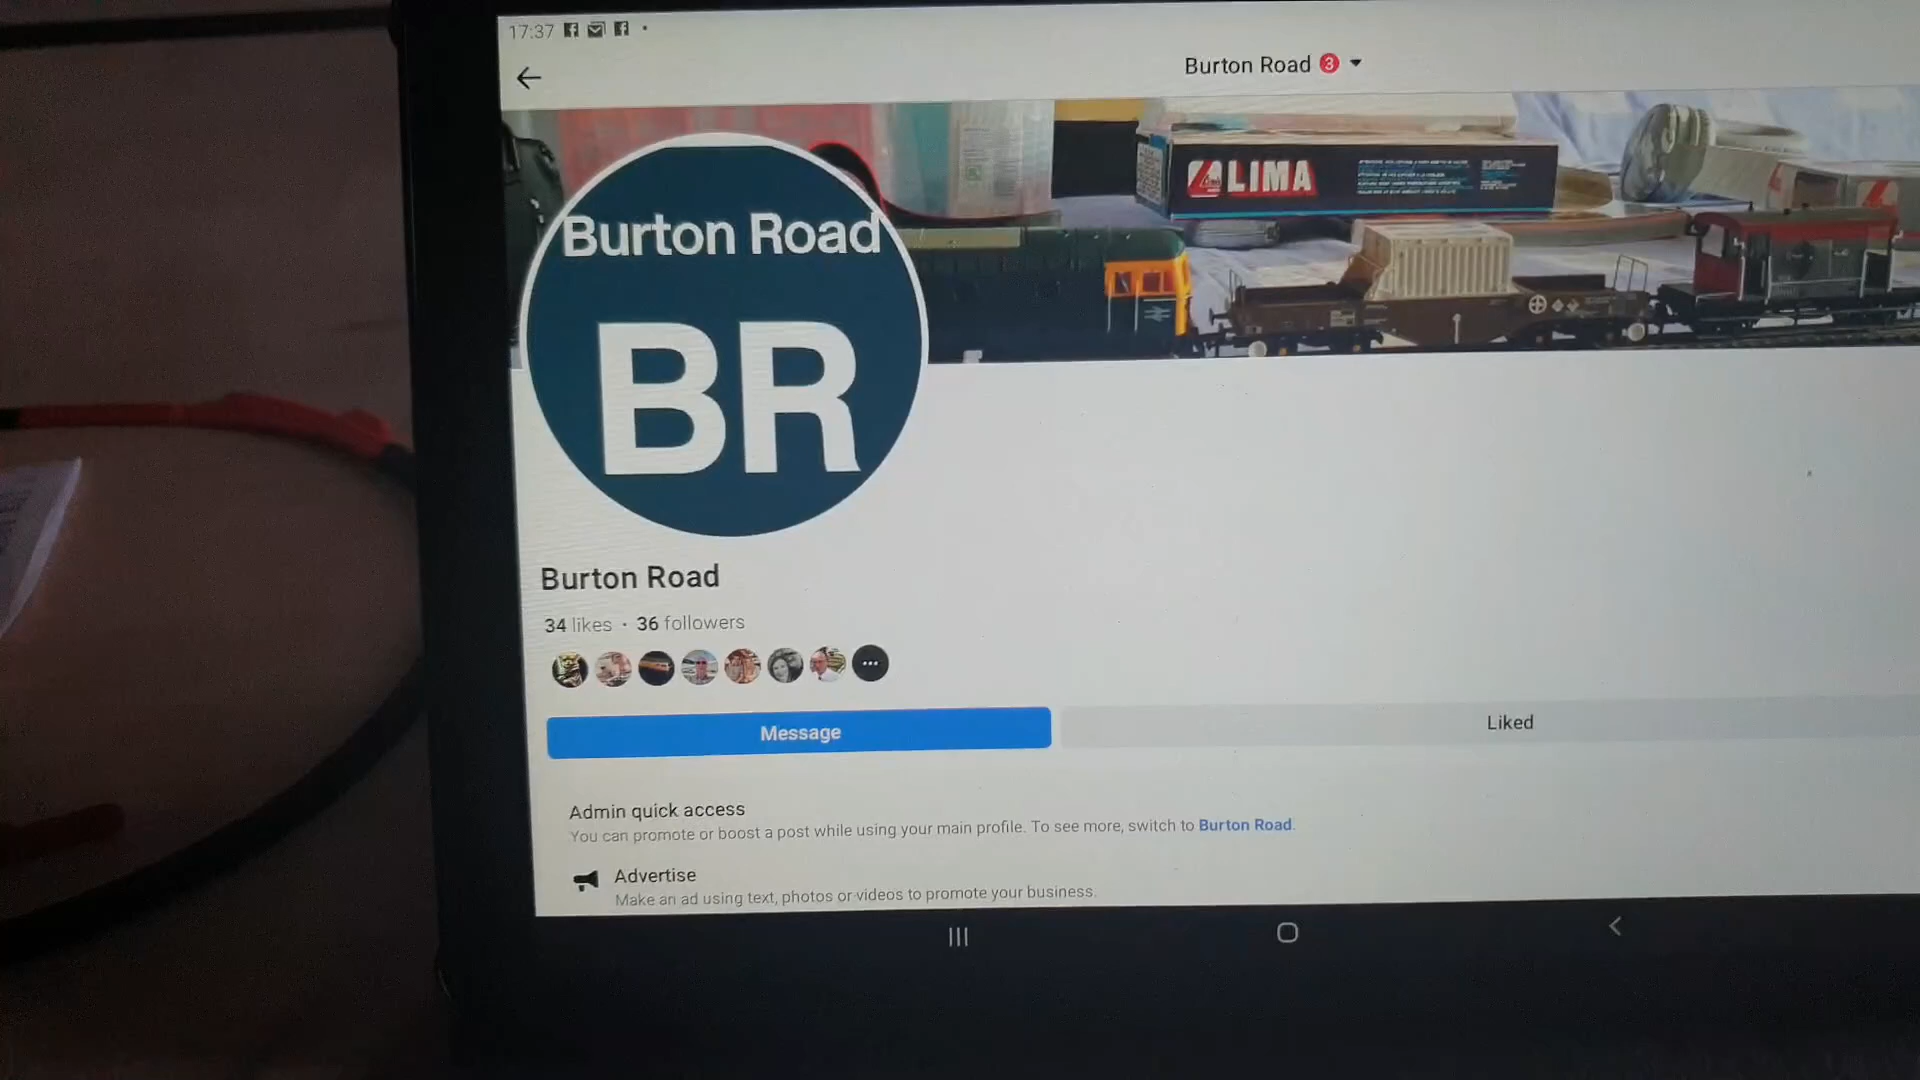 17:37
Burton Road 3
LIMA
Burton Road
BR
Burton Road
34 likes · 36 followers
Message
Liked
Admin quick access
You can promote or boost a post while using your main profile. To see more, switch to Burton Road.
Advertise
Make an ad using text, photos or videos to promote your business.